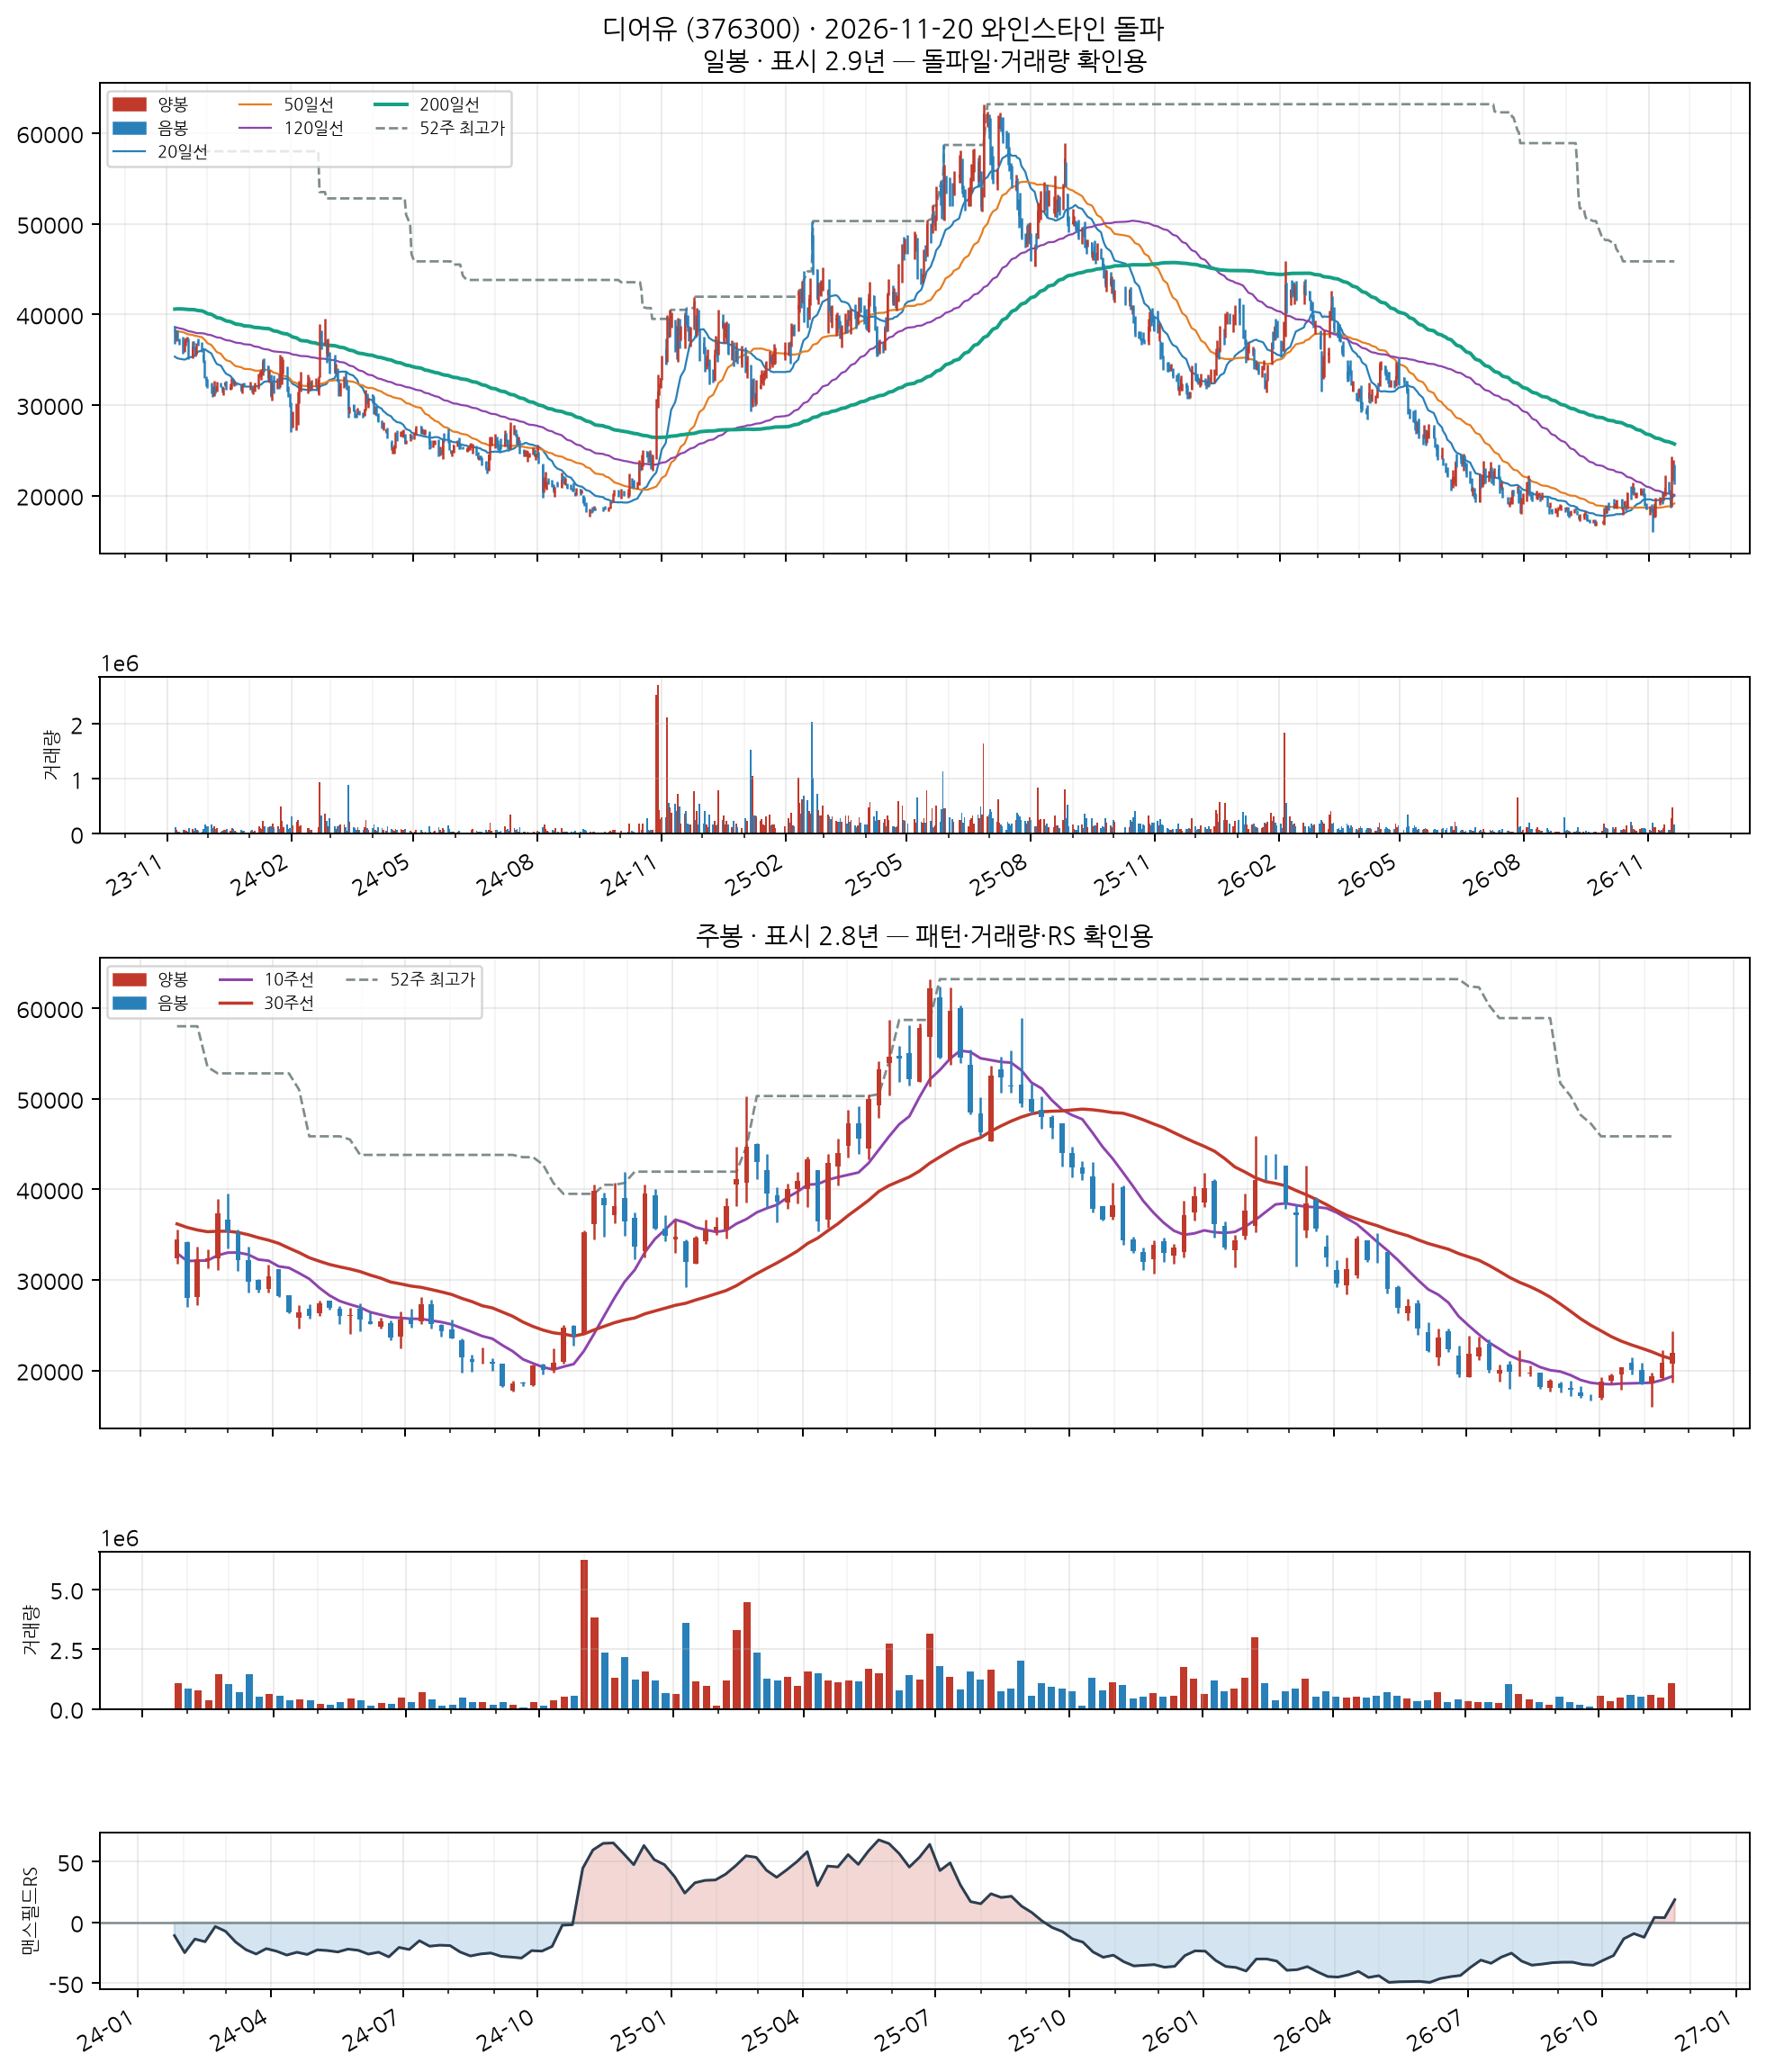 디어유 (376300) · 2026-11-20 와인스타인 돌파
일봉 · 표시 2.9년 — 돌파일·거래량 확인용
양봉 50일선 200일선
음봉 120일선 52주 최고가
20일선
60000
50000
40000
30000
20000
1e6
거래량
2
1
0
23-11 24-02 24-05 24-08 24-11 25-02 25-05 25-08 25-11 26-02 26-05 26-08 26-11
주봉 · 표시 2.8년 — 패턴·거래량·RS 확인용
양봉 10주선 52주 최고가
음봉 30주선
60000
50000
40000
30000
20000
1e6
거래량
5.0
2.5
0.0
맨스필드RS
50
0
-50
24-01 24-04 24-07 24-10 25-01 25-04 25-07 25-10 26-01 26-04 26-07 26-10 27-01